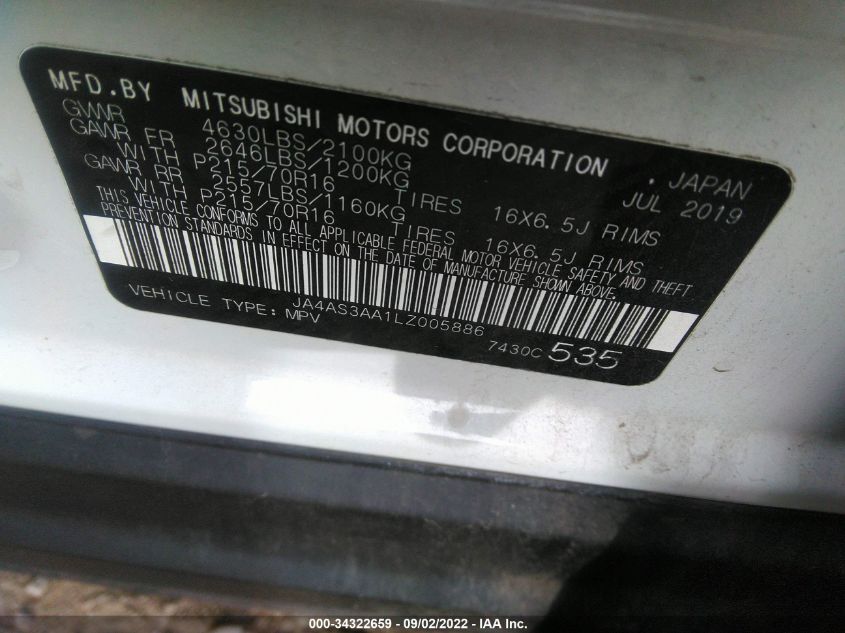 MFD.BY MITSUBISHI MOTORS CORPORATION . JAPAN
GVWR 4630LBS/2100KG JUL 2019
GAWR FR 2646LBS/1200KG
WITH P215/70R16 TIRES 16X6.5J RIMS
GAWR RR 2557LBS/1160KG
WITH P215/70R16 TIRES 16X6.5J RIMS
THIS VEHICLE CONFORMS TO ALL APPLICABLE FEDERAL MOTOR VEHICLE SAFETY AND THEFT
PREVENTION STANDARDS IN EFFECT ON THE DATE OF MANUFACTURE SHOWN ABOVE.
JA4AS3AA1LZ005886
VEHICLE TYPE: MPV 7430C 535
000-34322659 - 09/02/2022 - IAA Inc.